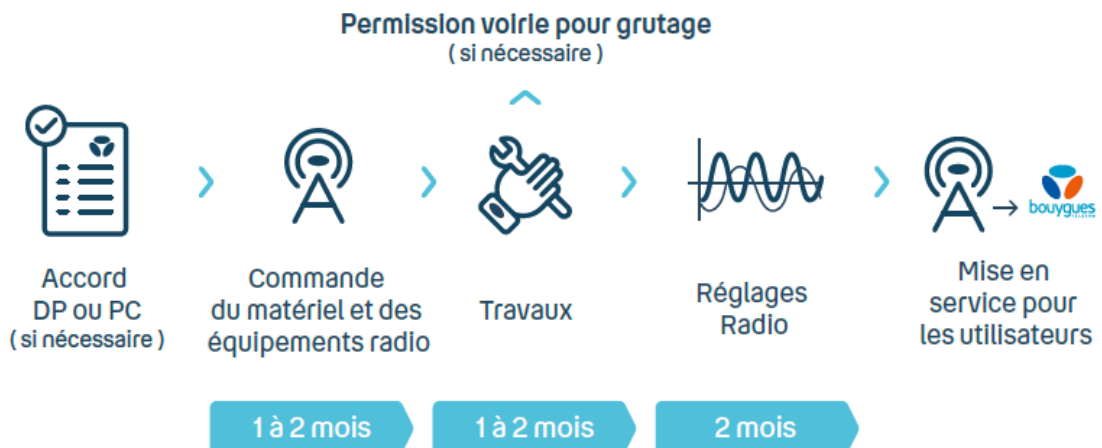 Permission voirie pour grutage
( si nécessaire )
Accord
DP ou PC
( si nécessaire )
Commande
du matériel et des
équipements radio
Travaux
Réglages
Radio
bouygues
TELECOM
Mise en
service pour
les utilisateurs
1 à 2 mois
1 à 2 mois
2 mois